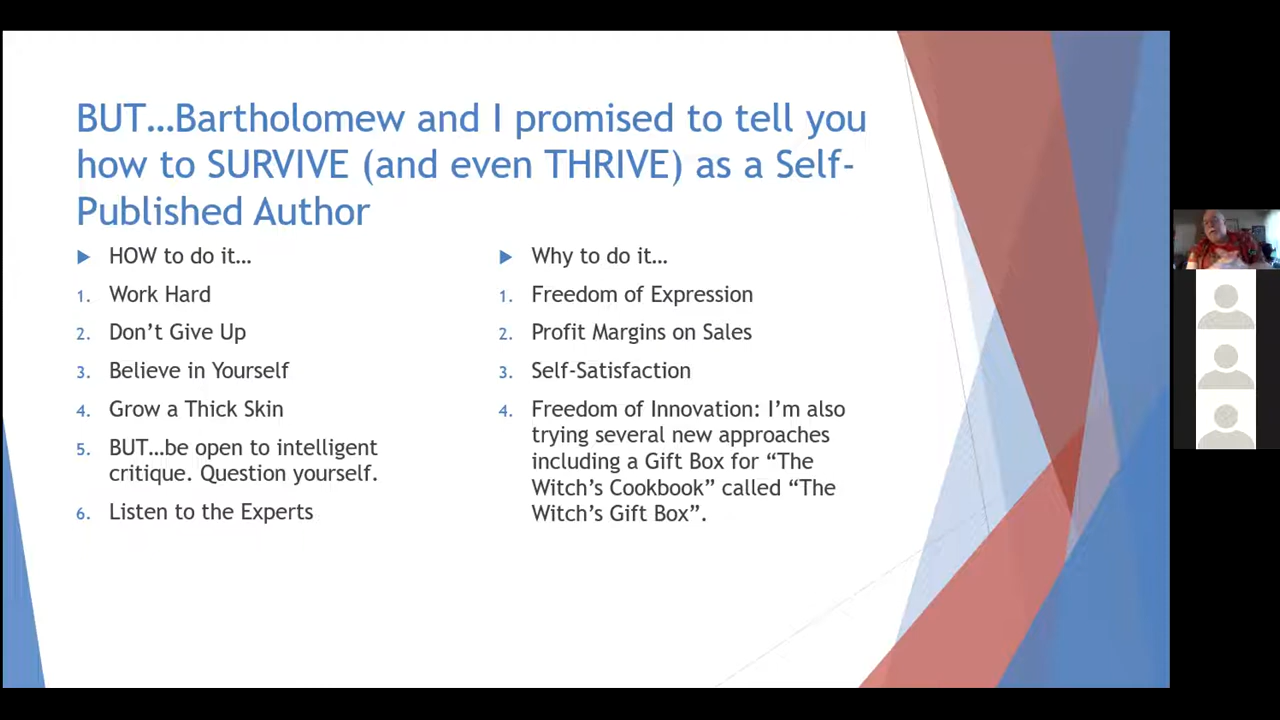 BUT…Bartholomew and I promised to tell you
how to SURVIVE (and even THRIVE) as a Self-
Published Author
HOW to do it…
1. Work Hard
2. Don’t Give Up
3. Believe in Yourself
4. Grow a Thick Skin
5. BUT…be open to intelligent
critique. Question yourself.
6. Listen to the Experts
Why to do it…
1. Freedom of Expression
2. Profit Margins on Sales
3. Self-Satisfaction
4. Freedom of Innovation: I’m also
trying several new approaches
including a Gift Box for “The
Witch’s Cookbook” called “The
Witch’s Gift Box”.